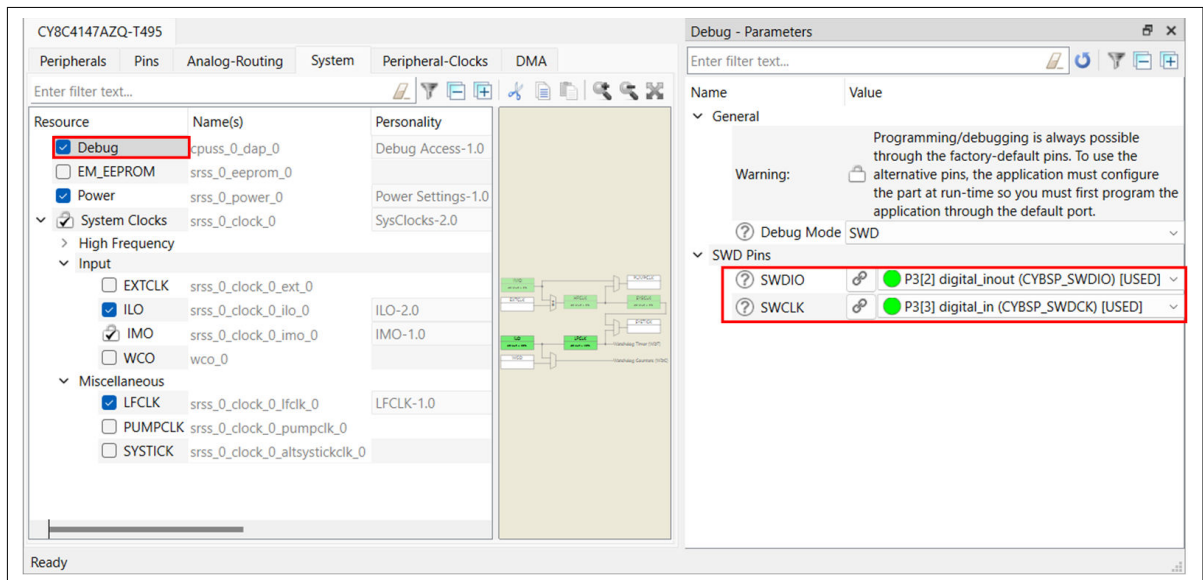 CY8C4147AZQ-T495
Peripherals Pins Analog-Routing System Peripheral-Clocks DMA
Enter filter text...
Resource Name(s) Personality
Debug cpuss_0_dap_0 Debug Access-1.0
EM_EEPROM srss_0_eeprom_0
Power srss_0_power_0 Power Settings-1.0
System Clocks srss_0_clock_0 SysClocks-2.0
High Frequency
Input
EXTCLK srss_0_clock_0_ext_0
ILO srss_0_clock_0_ilo_0 ILO-2.0
IMO srss_0_clock_0_imo_0 IMO-1.0
WCO wco_0
Miscellaneous
LFCLK srss_0_clock_0_lfclk_0 LFCLK-1.0
PUMPCLK srss_0_clock_0_pumpclk_0
SYSTICK srss_0_clock_0_altsystickclk_0
Ready
Debug - Parameters
Enter filter text...
Name Value
General
Warning:
Programming/debugging is always possible
through the factory-default pins. To use the
alternative pins, the application must configure
the part at run-time so you must first program the
application through the default port.
Debug Mode SWD
SWD Pins
SWDIO P3[2] digital_inout (CYBSP_SWDIO) [USED]
SWCLK P3[3] digital_in (CYBSP_SWDCK) [USED]